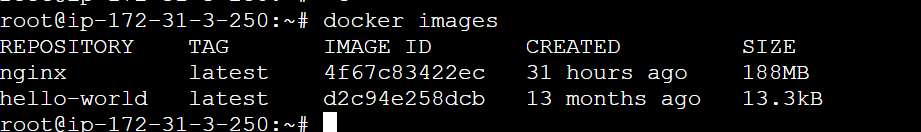 root@ip-172-31-3-250:~# docker images
REPOSITORY TAG IMAGE ID CREATED SIZE
nginx latest 4f67c83422ec 31 hours ago 188MB
hello-world latest d2c94e258dcb 13 months ago 13.3kB
root@ip-172-31-3-250:~#